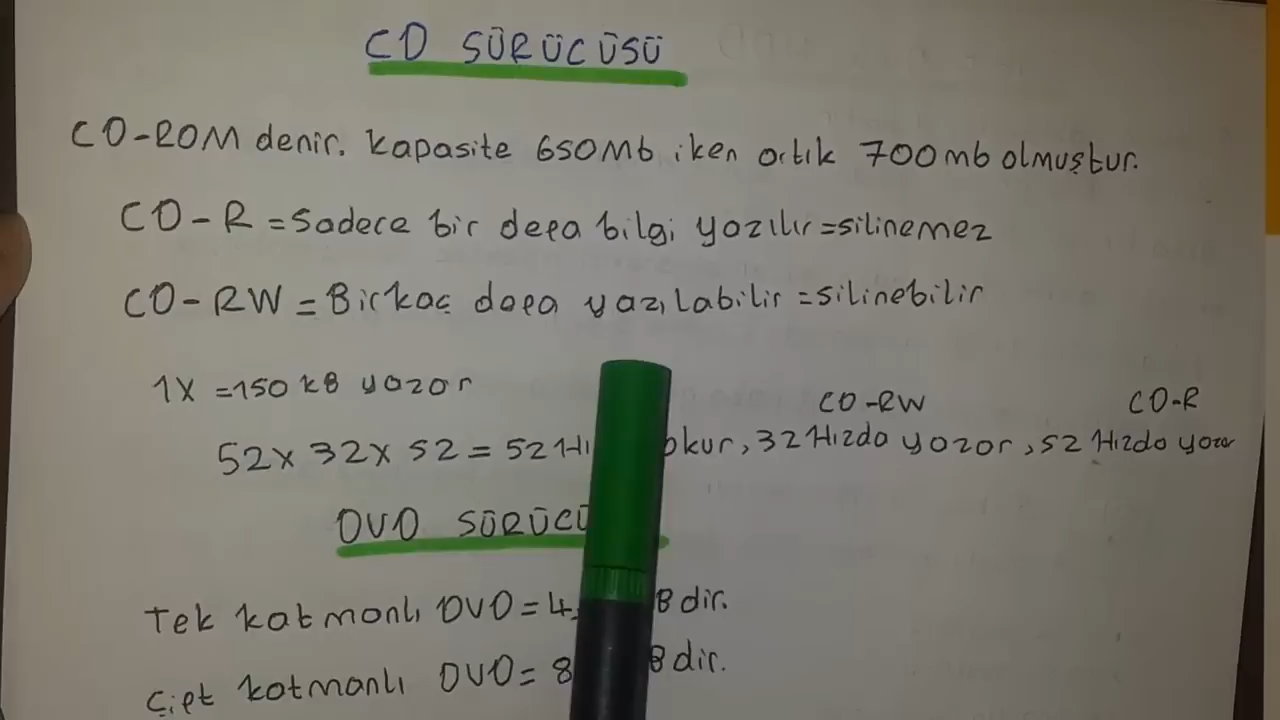 CD SÜRÜCÜSÜ
CD-ROM denir. kapasite 650Mb iken artık 700mb olmuştur.
CD-R = Sadece bir defa bilgi yazılır = silinemez
CD-RW = Birkaç defa yazılabilir = silinebilir
1X = 150 kB yazar
CD-RW CD-R
52x 32x 52 = 52 Hı okur, 32 Hızda yazar, 52 Hızda yazar
DVD SÜRÜCÜ
Tek katmanlı DVD = 4. B dir.
Çift katmanlı DVD = 8 B dir.